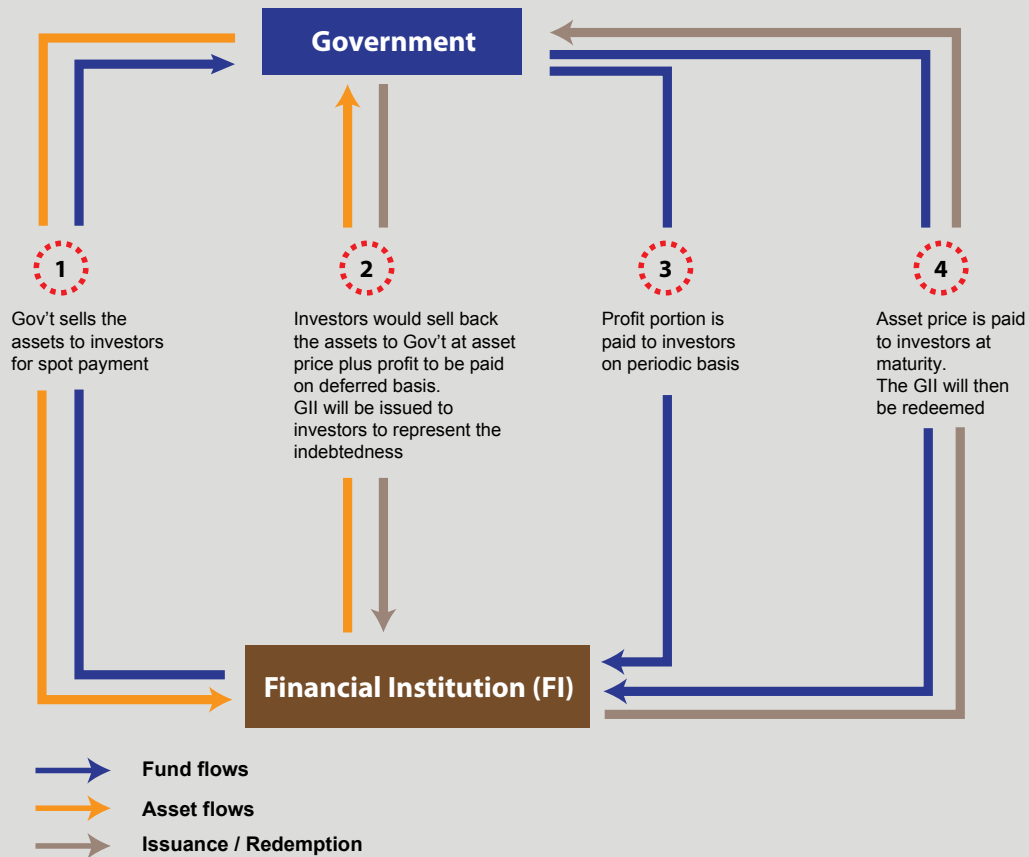 Government
1
Gov't sells the
assets to investors
for spot payment
2
Investors would sell back
the assets to Gov't at asset
price plus profit to be paid
on deferred basis.
GII will be issued to
investors to represent the
indebtedness
3
Profit portion is
paid to investors
on periodic basis
4
Asset price is paid
to investors at
maturity.
The GII will then
be redeemed
Financial Institution (FI)
Fund flows
Asset flows
Issuance / Redemption